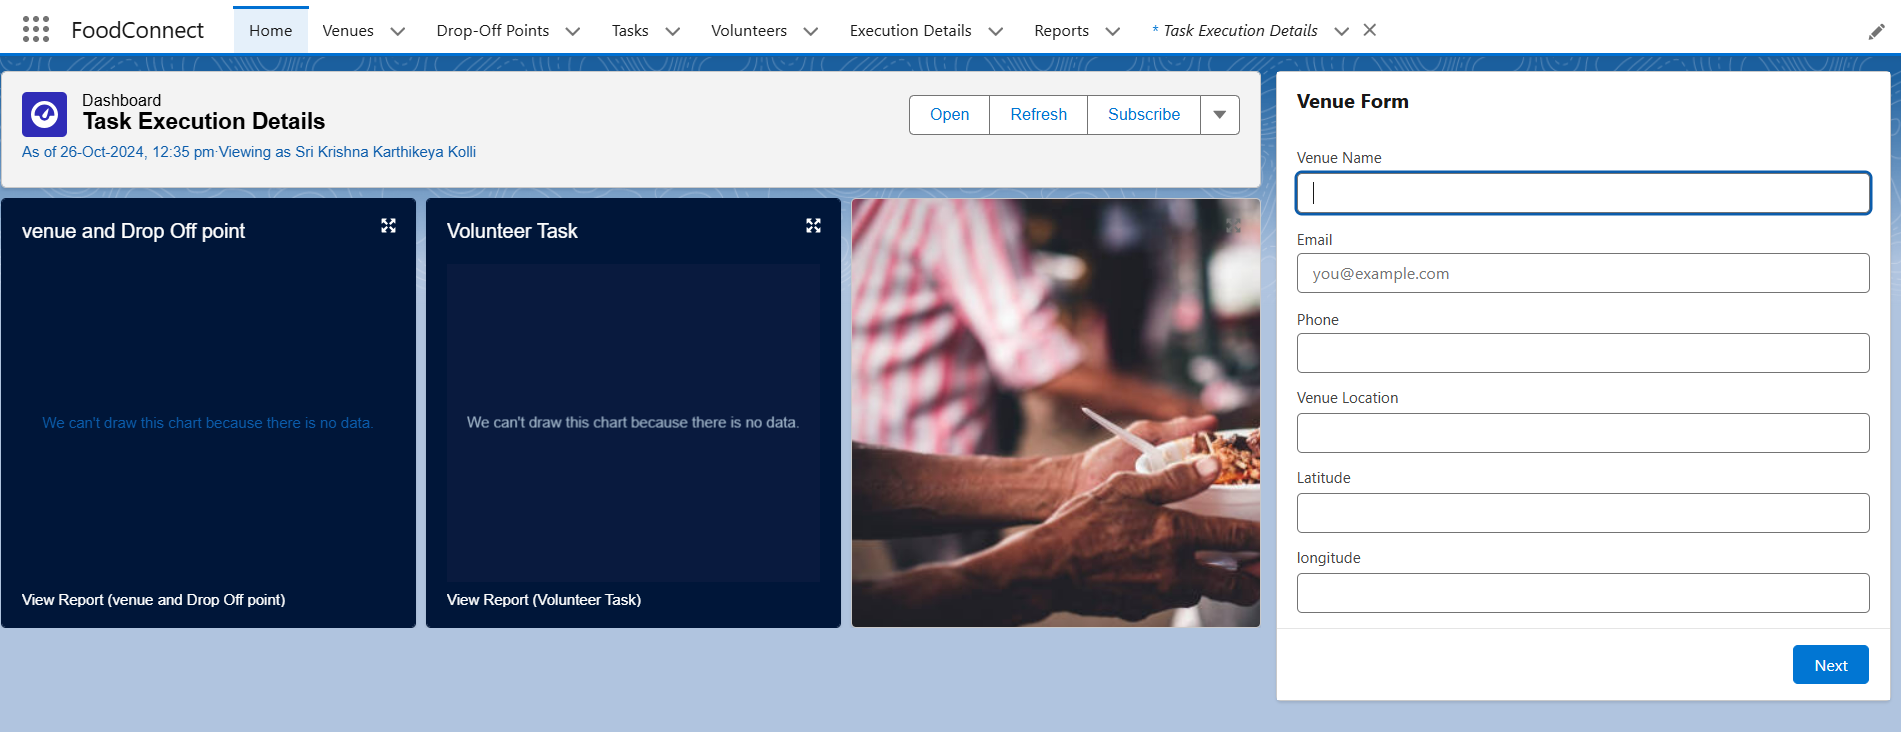 FoodConnect
Home
Venues
Drop-Off Points
Tasks
Volunteers
Execution Details
Reports
* Task Execution Details
Dashboard
Task Execution Details
As of 26-Oct-2024, 12:35 pm·Viewing as Sri Krishna Karthikeya Kolli
Open
Refresh
Subscribe
venue and Drop Off point
We can't draw this chart because there is no data.
View Report (venue and Drop Off point)
Volunteer Task
We can't draw this chart because there is no data.
View Report (Volunteer Task)
Venue Form
Venue Name
Email
you@example.com
Phone
Venue Location
Latitude
longitude
Next